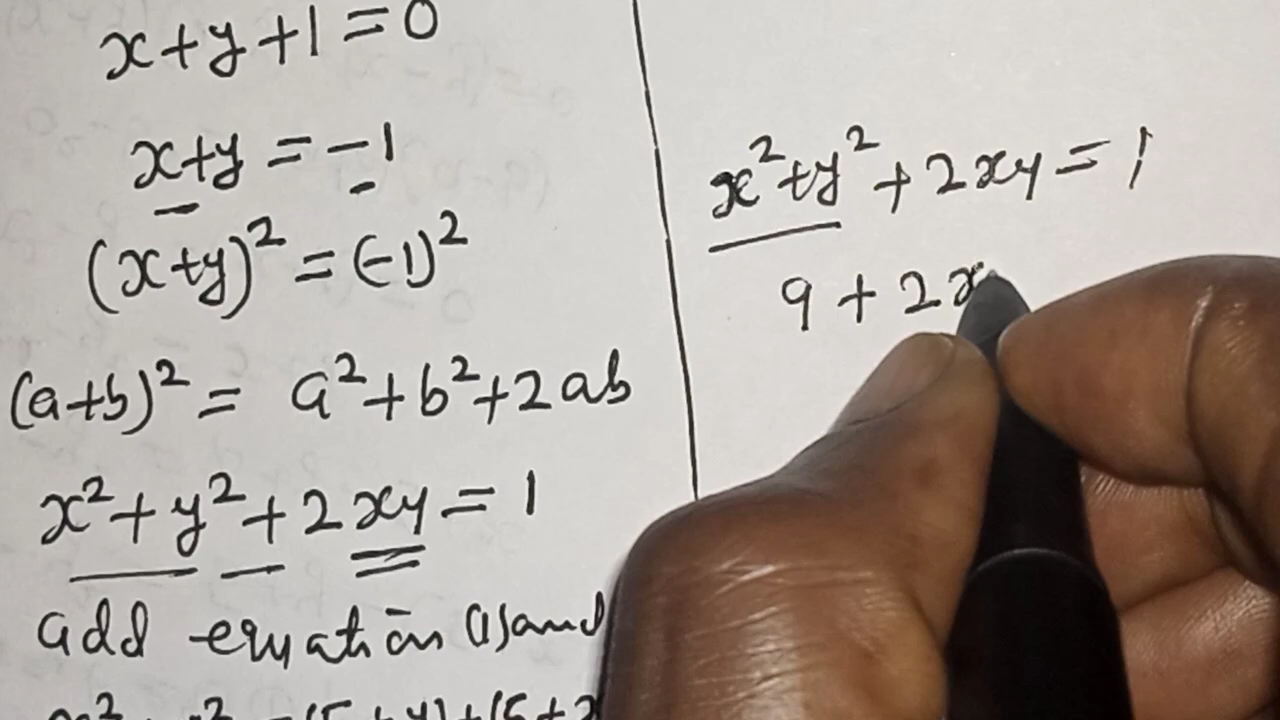 x+y+1=0
x+y=-1
(x+y)²=(-1)²
(a+b)²= a²+b²+2ab
x²+y²+2xy=1
add equation (1) and
x²+y²+2xy=1
9+2x